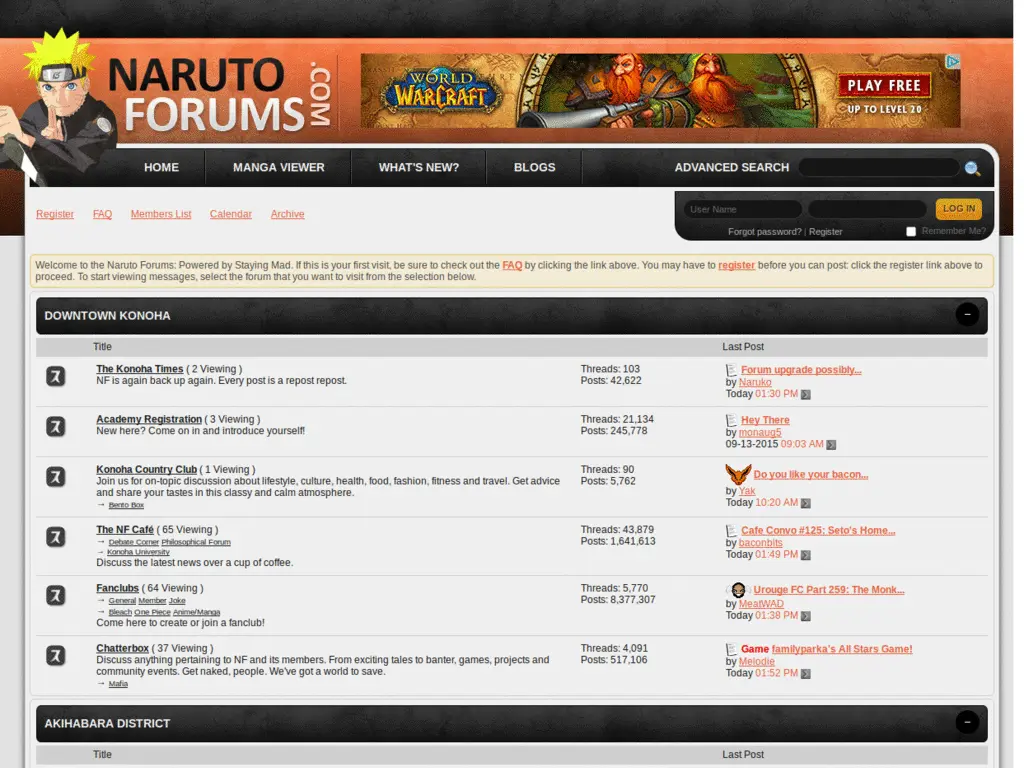 NARUTO
FORUMS
.COM
WORLD
WARCRAFT
PLAY FREE
UP TO LEVEL 20
HOME
MANGA VIEWER
WHAT'S NEW?
BLOGS
ADVANCED SEARCH
Register
FAQ
Members List
Calendar
Archive
User Name
LOG IN
Forgot password? | Register
Remember Me?
Welcome to the Naruto Forums: Powered by Staying Mad. If this is your first visit, be sure to check out the FAQ by clicking the link above. You may have to register before you can post: click the register link above to
proceed. To start viewing messages, select the forum that you want to visit from the selection below.
DOWNTOWN KONOHA
Title
Last Post
ス
The Konoha Times ( 2 Viewing )
NF is again back up again. Every post is a repost repost.
Threads: 103
Posts: 42,622
Forum upgrade possibly...
by Naruko
Today 01:30 PM
ス
Academy Registration ( 3 Viewing )
New here? Come on in and introduce yourself!
Threads: 21,134
Posts: 245,778
Hey There
by monaug5
09-13-2015 09:03 AM
ス
Konoha Country Club ( 1 Viewing )
Join us for on-topic discussion about lifestyle, culture, health, food, fashion, fitness and travel. Get advice
and share your tastes in this classy and calm atmosphere.
→ Bento Box
Threads: 90
Posts: 5,762
Do you like your bacon...
by Yak
Today 10:20 AM
ス
The NF Café ( 65 Viewing )
→ Debate Corner Philosophical Forum
→ Konoha University
Discuss the latest news over a cup of coffee.
Threads: 43,879
Posts: 1,641,613
Cafe Convo #125: Seto's Home...
by baconbits
Today 01:49 PM
ス
Fanclubs ( 64 Viewing )
→ General Member Joke
→ Bleach One Piece Anime/Manga
Come here to create or join a fanclub!
Threads: 5,770
Posts: 8,377,307
Urouge FC Part 259: The Monk...
by MeatWAD
Today 01:38 PM
ス
Chatterbox ( 37 Viewing )
Discuss anything pertaining to NF and its members. From exciting tales to banter, games, projects and
community events. Get naked, people. We've got a world to save.
→ Mafia
Threads: 4,091
Posts: 517,106
Game familyparka's All Stars Game!
by Melodie
Today 01:52 PM
AKIHABARA DISTRICT
Title
Last Post